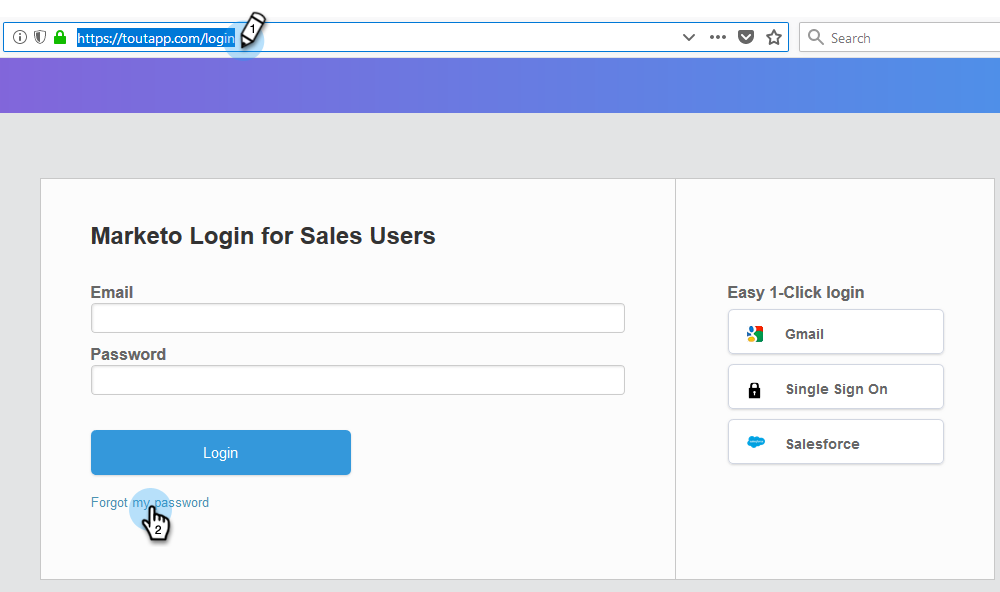 https://toutapp.com/login
1
Search
Marketo Login for Sales Users
Email
Password
Login
Forgot my password
2
Easy 1-Click login
Gmail
Single Sign On
Salesforce